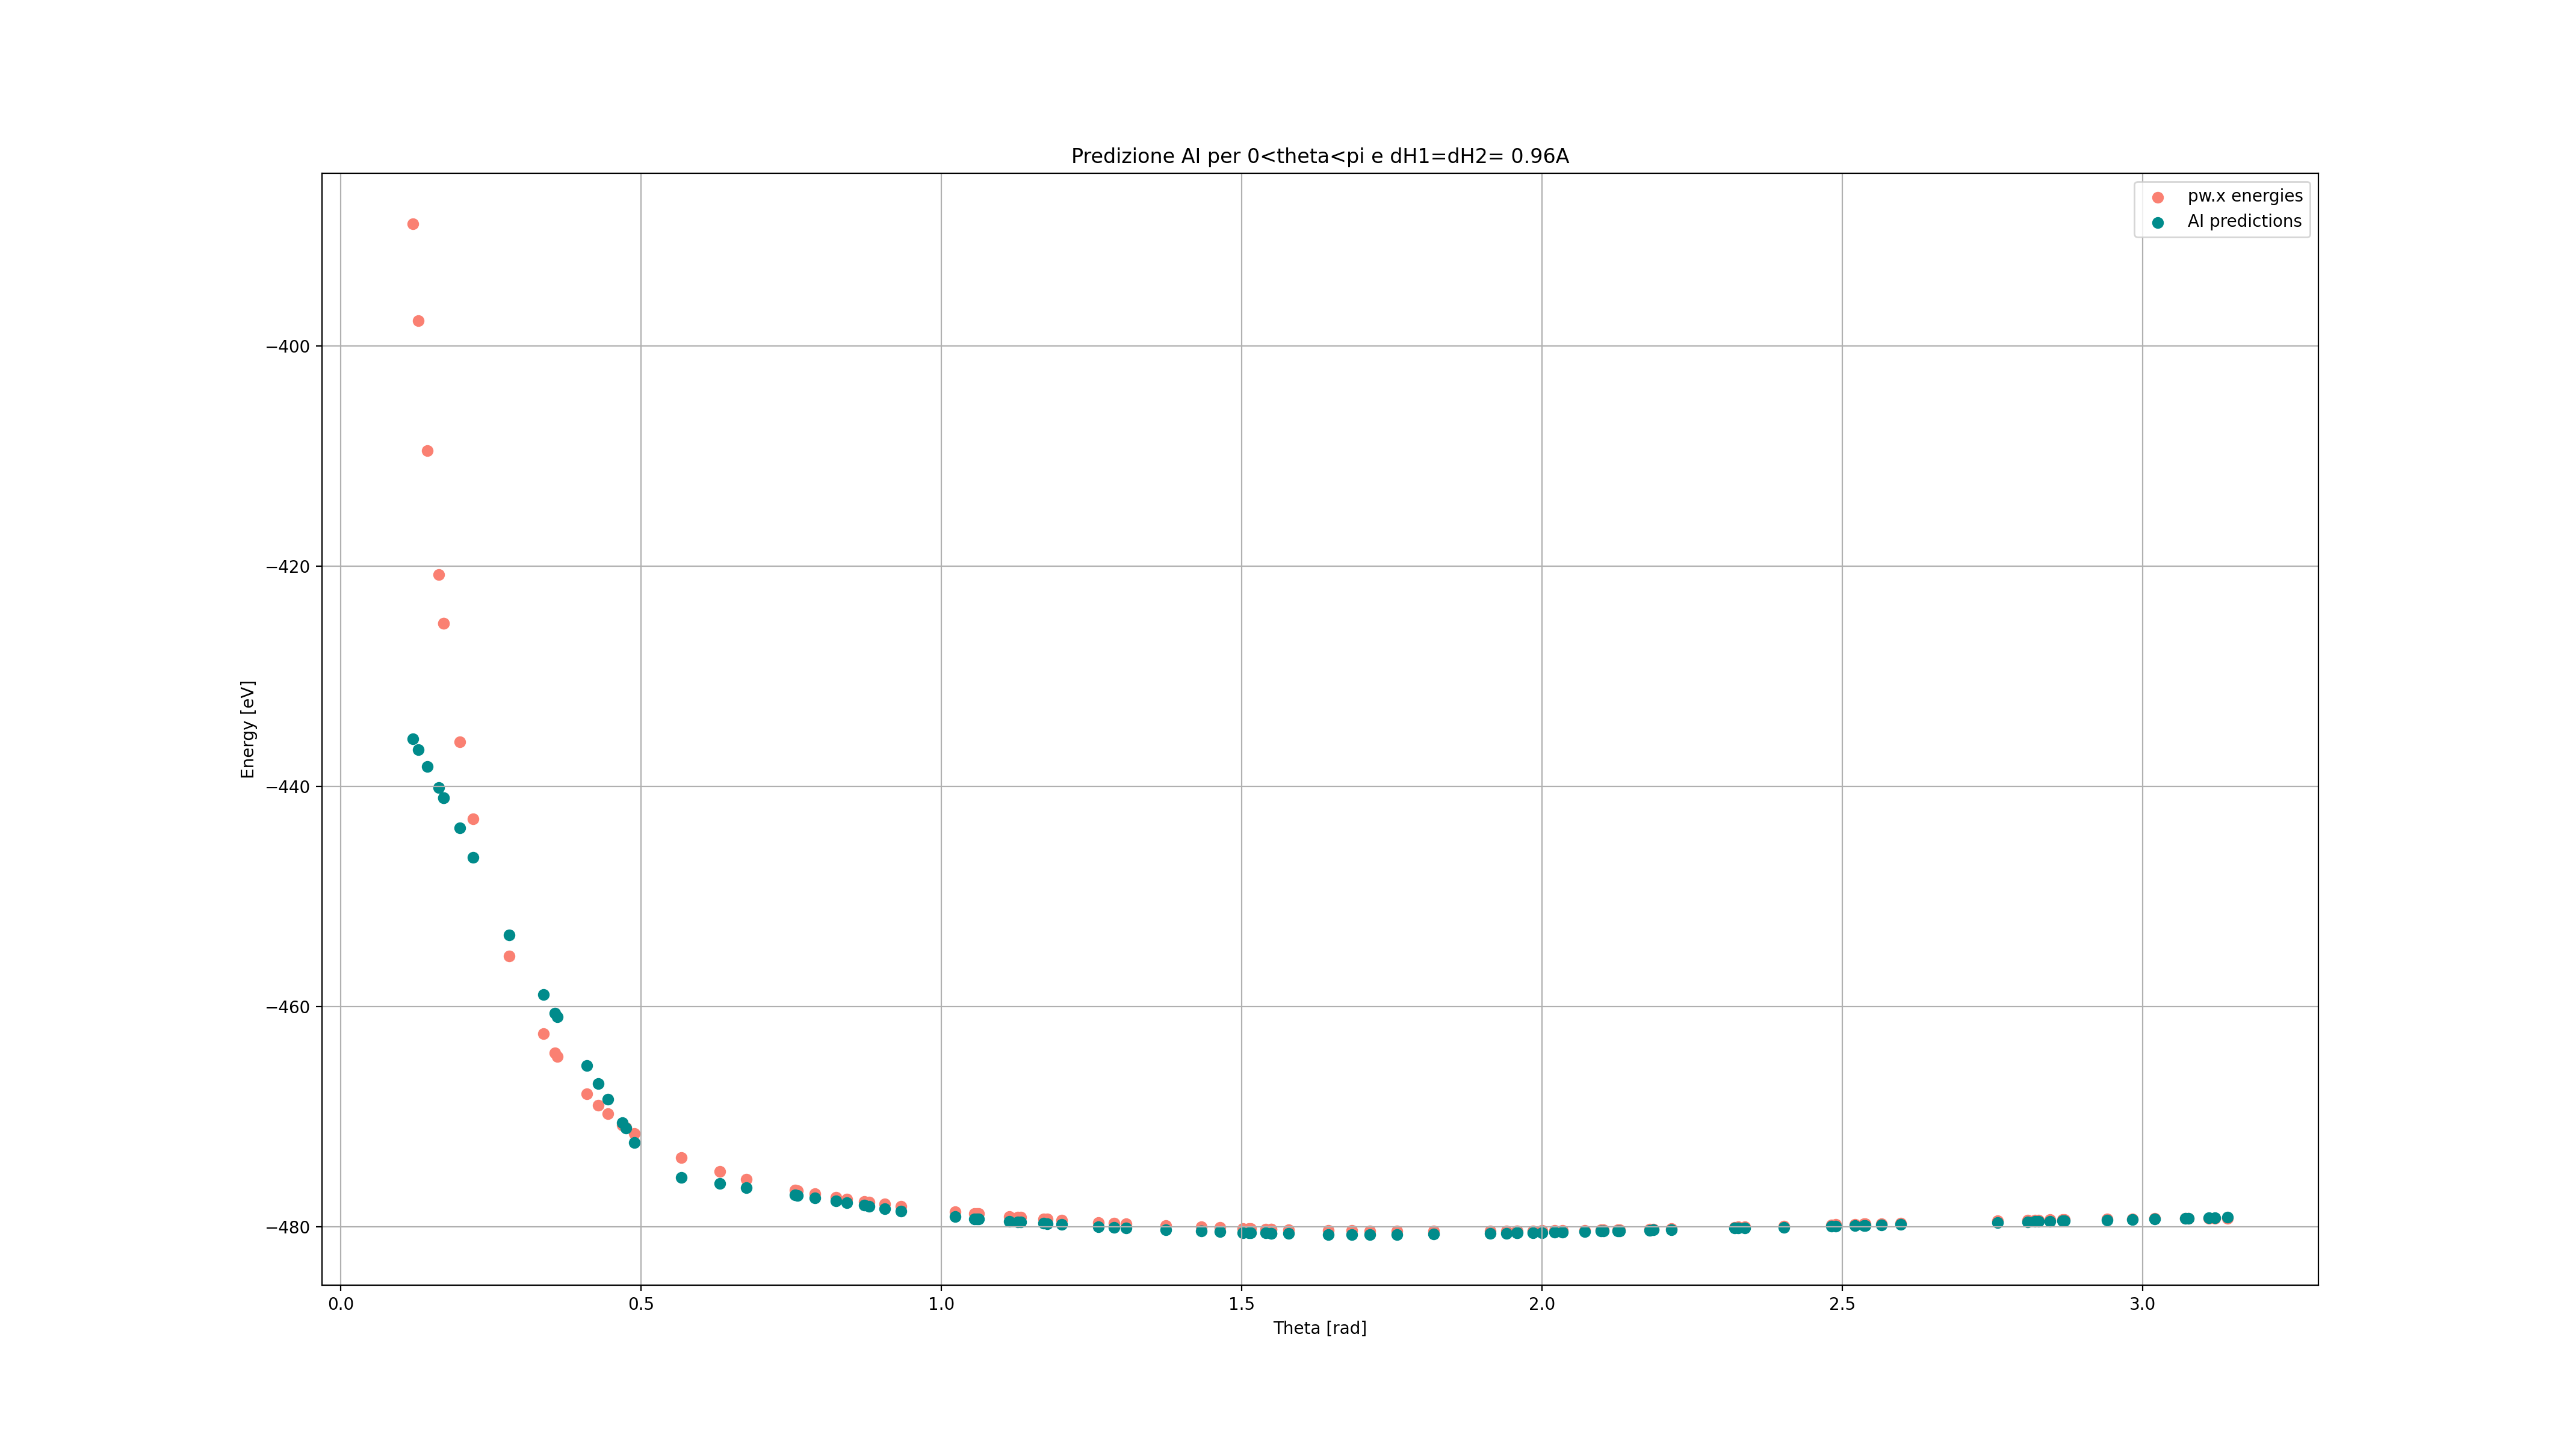 Predizione AI per 0<theta<pi e dH1=dH2= 0.96A
pw.x energies
AI predictions
Energy [eV]
−400
−420
−440
−460
−480
0.0 0.5 1.0 1.5 2.0 2.5 3.0
Theta [rad]